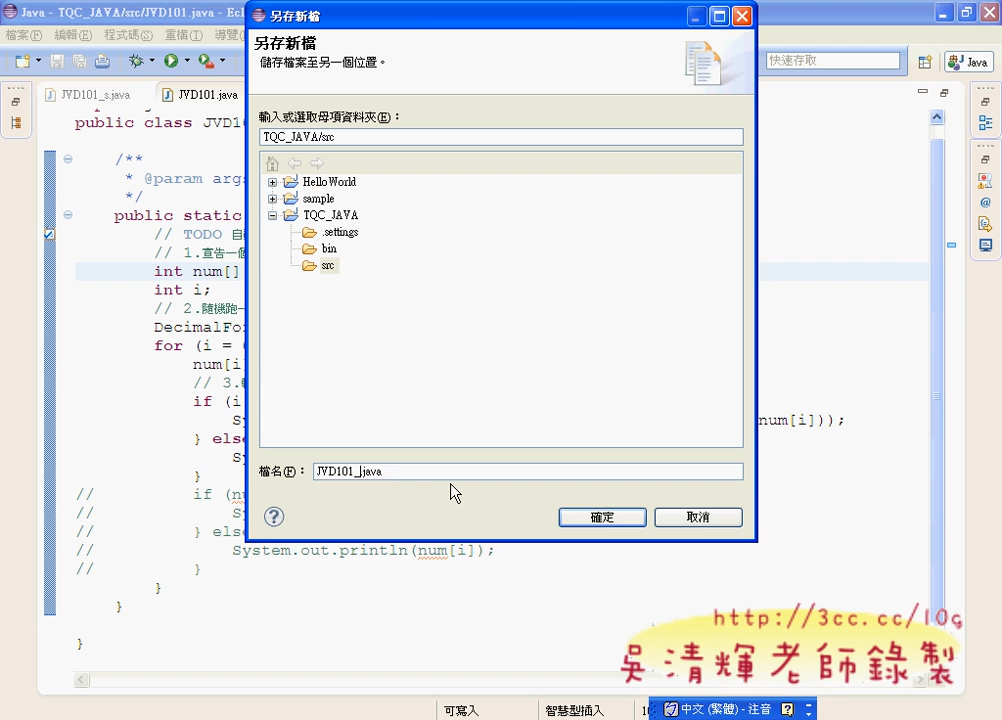 Java - TQC_JAVA/src/JVD101.java - Ecl
檔案(F) 編輯(E) 程式碼(S) 重構(T) 導覽
快速存取
Java
JVD101_s.java
JVD101.java
public class JVD1
/**
* @param arg
*/
public static
// TODO 自
// 1.宣告一個
int num[]
int i;
// 2.隨機跑一
DecimalFo
for (i =
num[i
// 3.
if (i
S
num[i]));
} else
S
}
// if (nu
// S
// } else
// System.out.println(num[i]);
// }
}
}
}
另存新檔
另存新檔
儲存檔案至另一個位置。
輸入或選取母項資料夾(E)：
TQC_JAVA/src
HelloWorld
sample
TQC_JAVA
.settings
bin
src
檔名(F)：
JVD101_.java
確定
取消
http://3cc.cc/10g
吳清輝老師錄製
可寫入
智慧型插入
中文 (繁體) - 注音